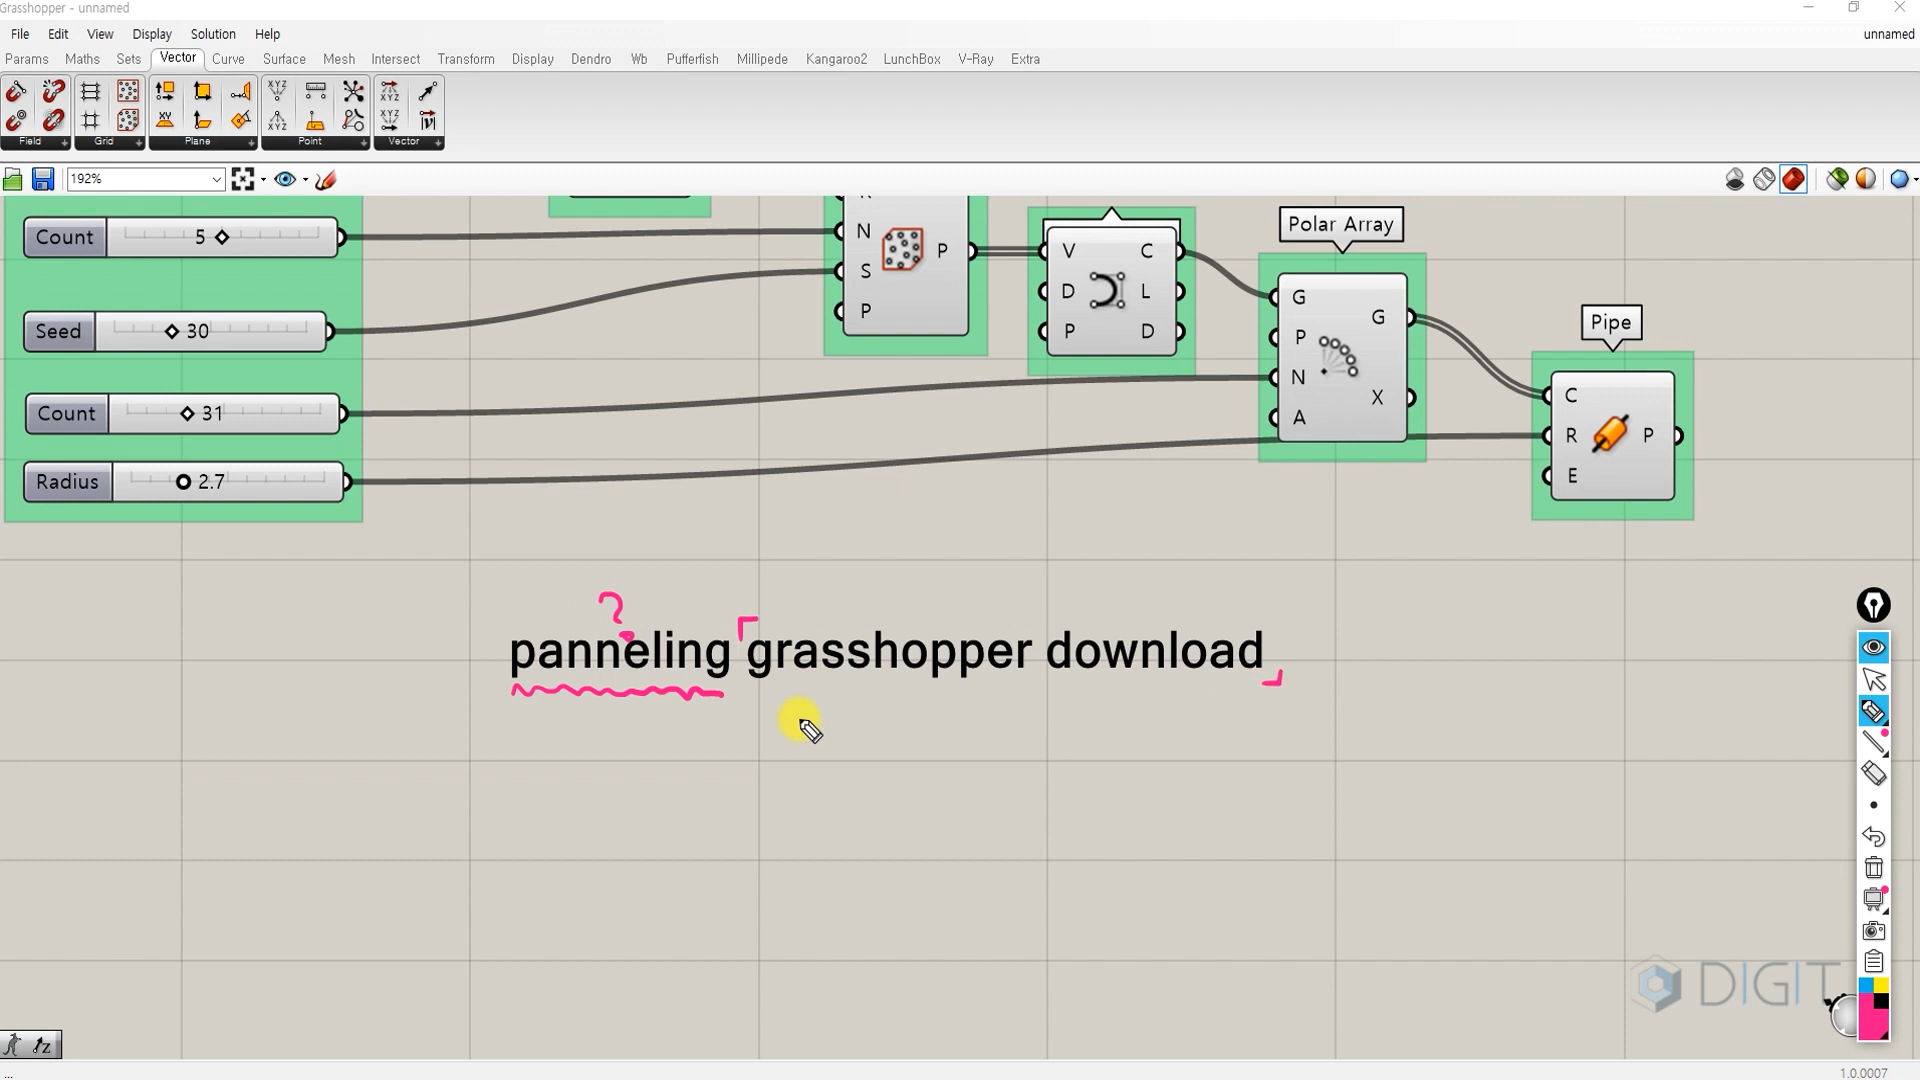 Grasshopper - unnamed
File Edit View Display Solution Help
unnamed
Params Maths Sets Vector Curve Surface Mesh Intersect Transform Display Dendro Wb Pufferfish Millipede Kangaroo2 LunchBox V-Ray Extra
Field Grid Plane Point Vector
192%
Count 5
Seed 30
Count 31
Radius 2.7
N
S
P
P
V
D
P
C
L
D
Polar Array
G
P
N
A
G
X
Pipe
C
R
E
P
?
panneling grasshopper download
DIGIT
...
1.0.0007